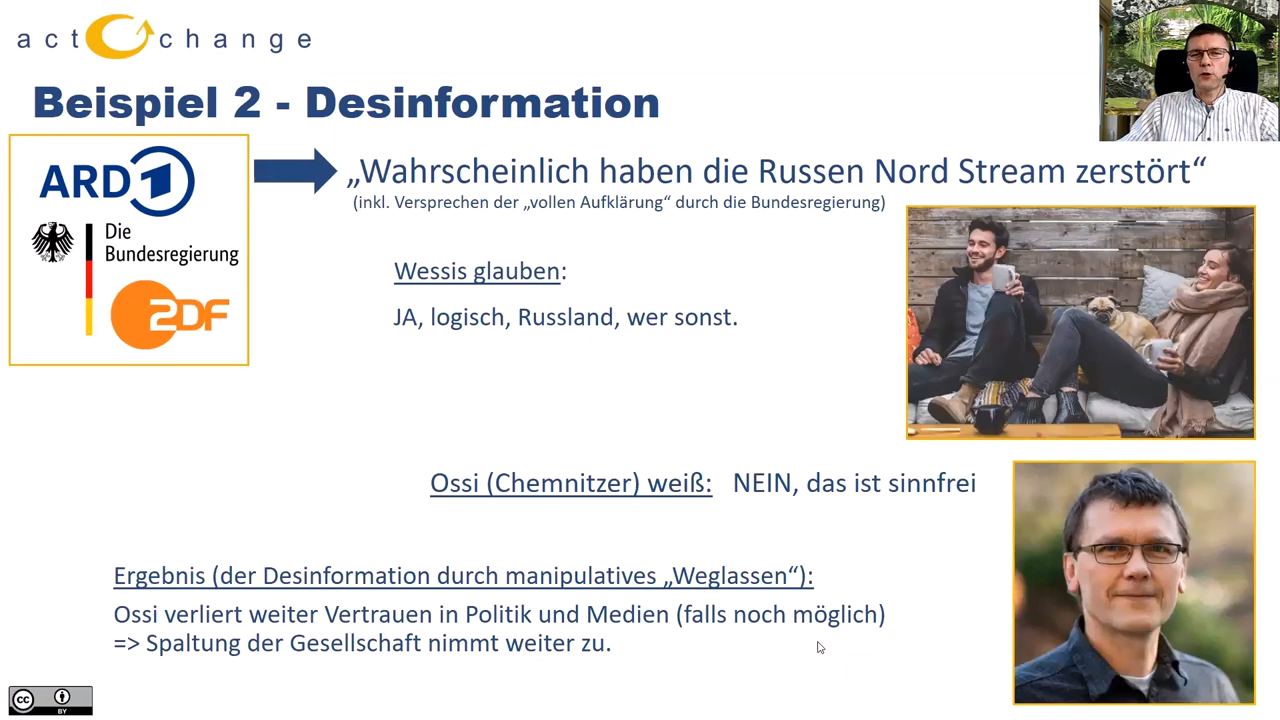 act change
Beispiel 2 - Desinformation
ARD 1
„Wahrscheinlich haben die Russen Nord Stream zerstört“
(inkl. Versprechen der „vollen Aufklärung“ durch die Bundesregierung)
Die
Bundesregierung
ZDF
Wessis glauben:
JA, logisch, Russland, wer sonst.
Ossi (Chemnitzer) weiß: NEIN, das ist sinnfrei
Ergebnis (der Desinformation durch manipulatives „Weglassen“):
Ossi verliert weiter Vertrauen in Politik und Medien (falls noch möglich)
=> Spaltung der Gesellschaft nimmt weiter zu.
cc
BY